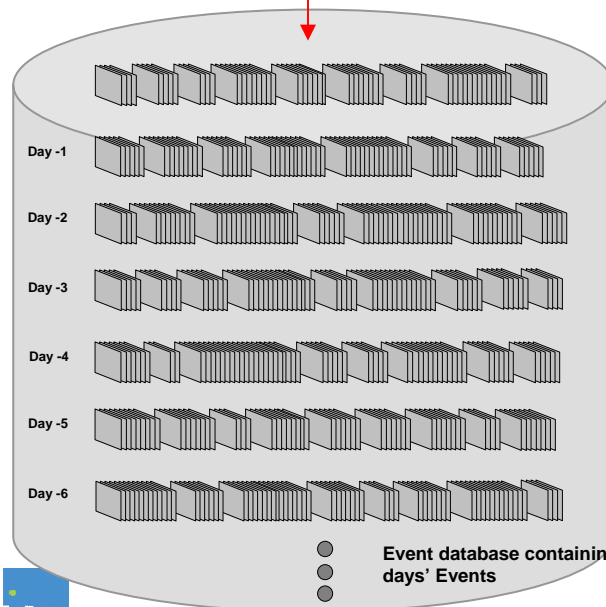 Day -1
Day -2
Day -3
Day -4
Day -5
Day -6
Event database containin
days' Events